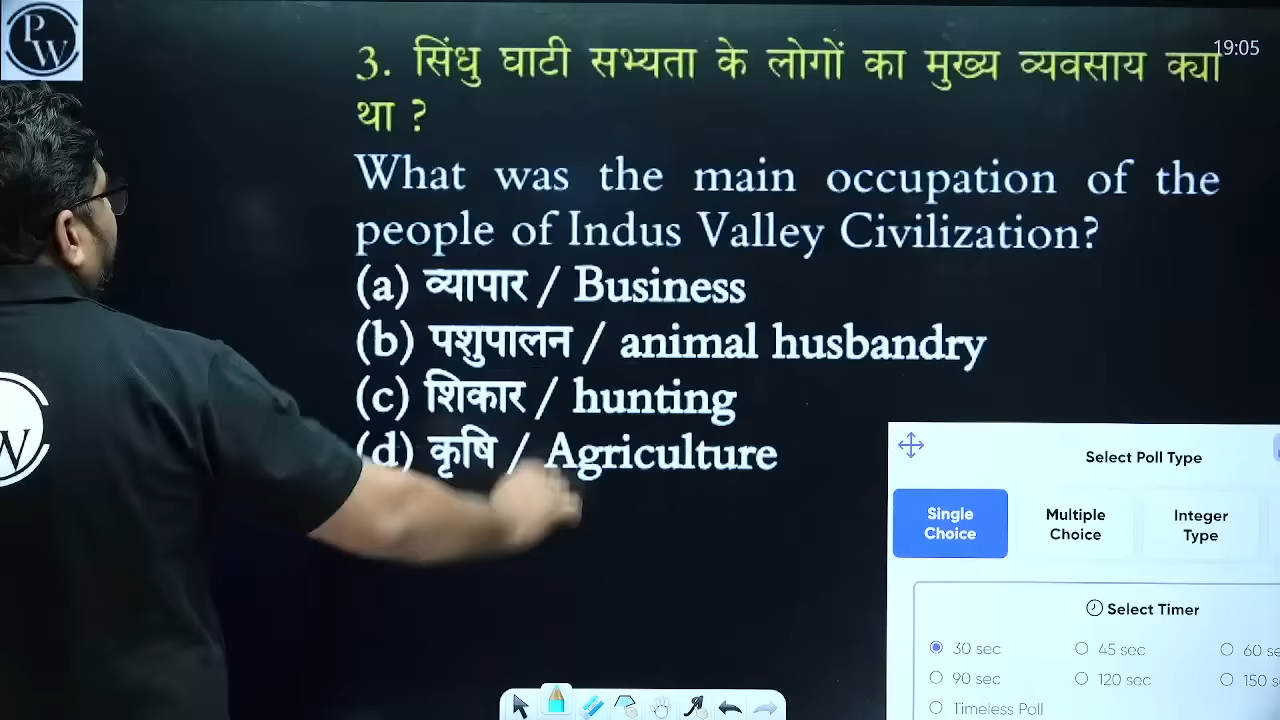 PW
19:05
3. सिंधु घाटी सभ्यता के लोगों का मुख्य व्यवसाय क्या
था ?
What was the main occupation of the
people of Indus Valley Civilization?
(a) व्यापार / Business
(b) पशुपालन / animal husbandry
(c) शिकार / hunting
(d) कृषि / Agriculture
W
Select Poll Type
Single Choice
Multiple Choice
Integer Type
Select Timer
30 sec
45 sec
60 se
90 sec
120 sec
150 s
Timeless Poll